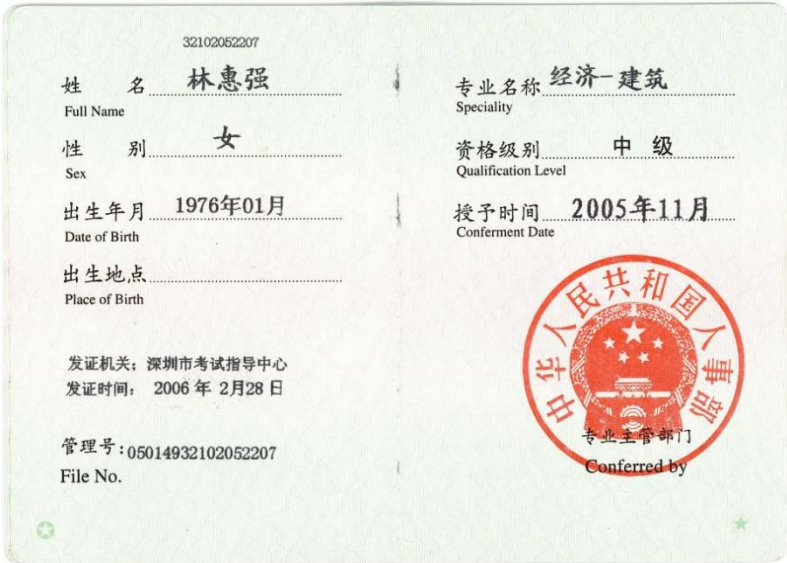 32102052207
姓 名 林惠强
Full Name
性 别 女
Sex
出生年月 1976年01月
Date of Birth
出生地点
Place of Birth
发证机关：深圳市考试指导中心
发证时间： 2006 年 2月28 日
管理号：05014932102052207
File No.
专业名称 经济-建筑
Speciality
资格级别 中 级
Qualification Level
授予时间 2005年11月
Conferment Date
中华人民共和国人事部
专业主管部门
Conferred by